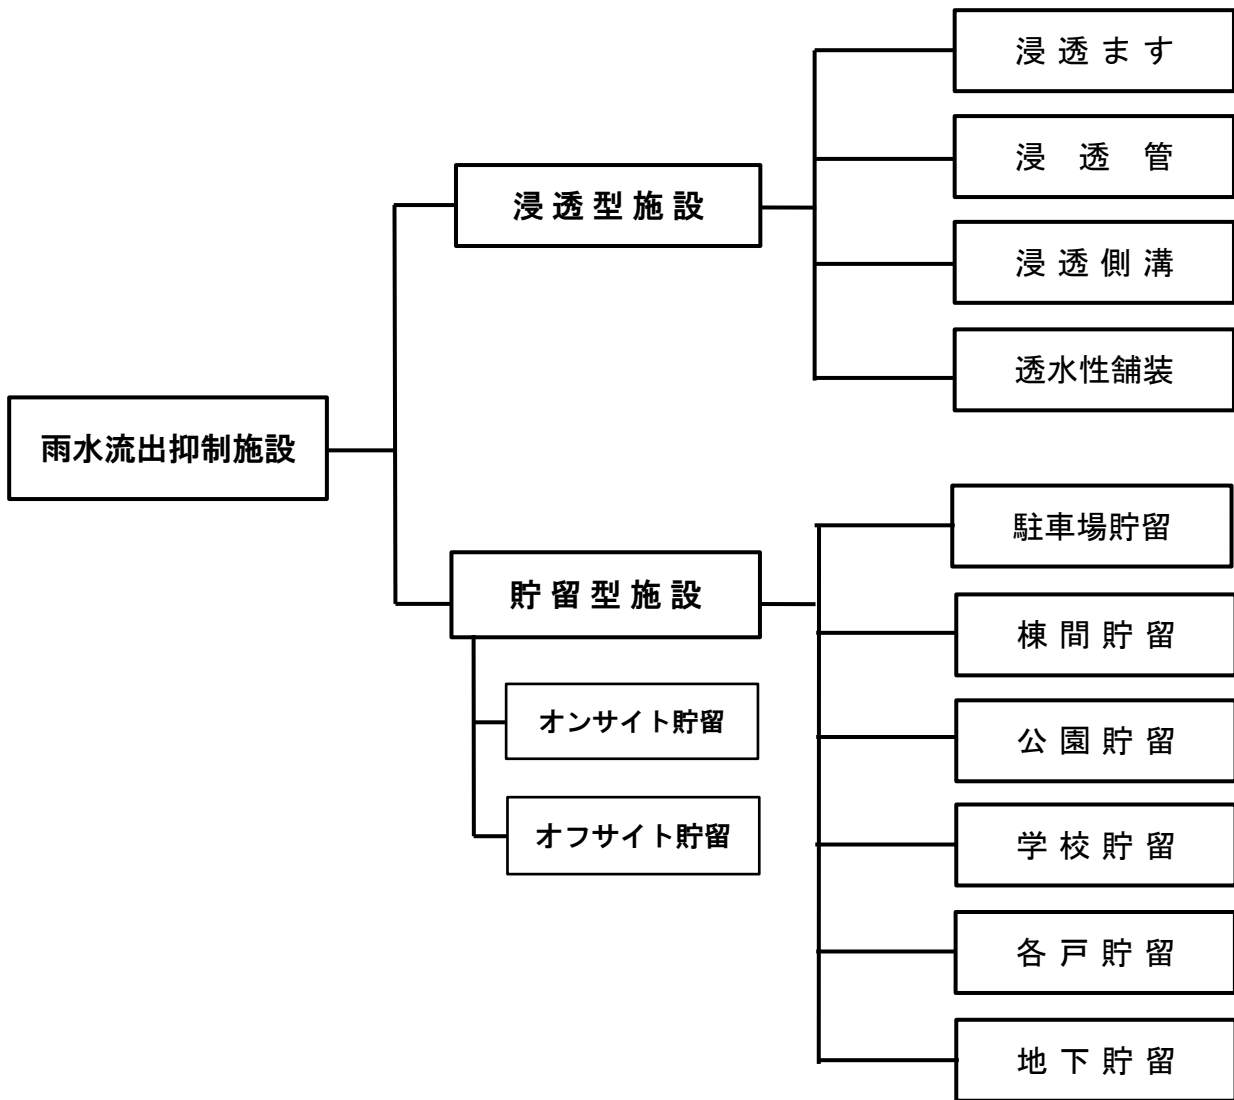 雨水流出抑制施設
浸透型施設
浸透ます
浸透管
浸透側溝
透水性舗装
貯留型施設
オンサイト貯留
オフサイト貯留
駐車場貯留
棟間貯留
公園貯留
学校貯留
各戸貯留
地下貯留